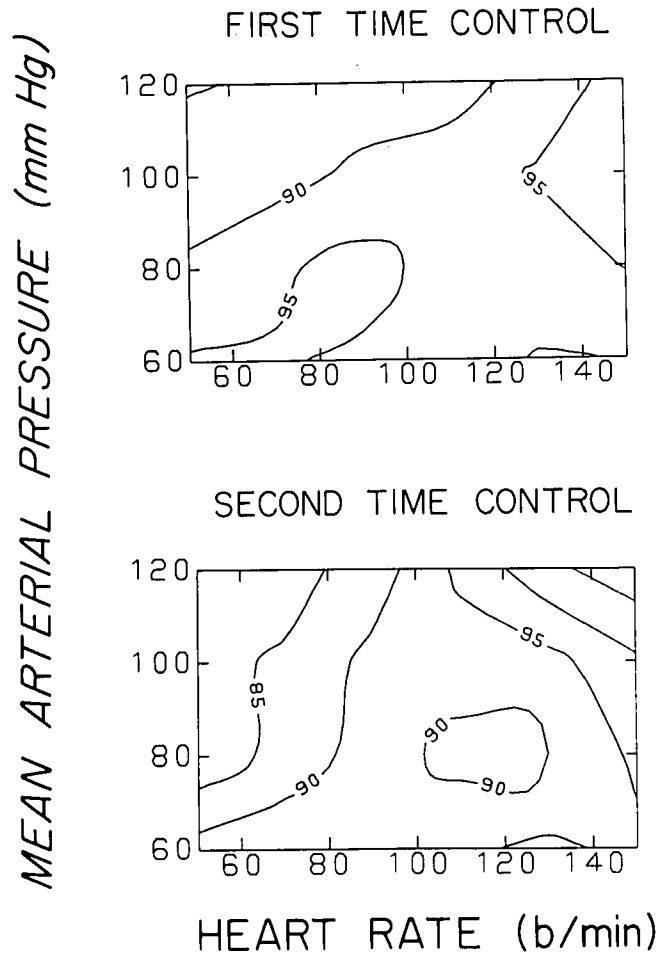 FIRST TIME CONTROL
MEAN ARTERIAL PRESSURE (mm Hg)
120
100
80
60
90
95
95
60 80 100 120 140
SECOND TIME CONTROL
120
100
80
60
85
90
90
90
95
60 80 100 120 140
HEART RATE (b/min)